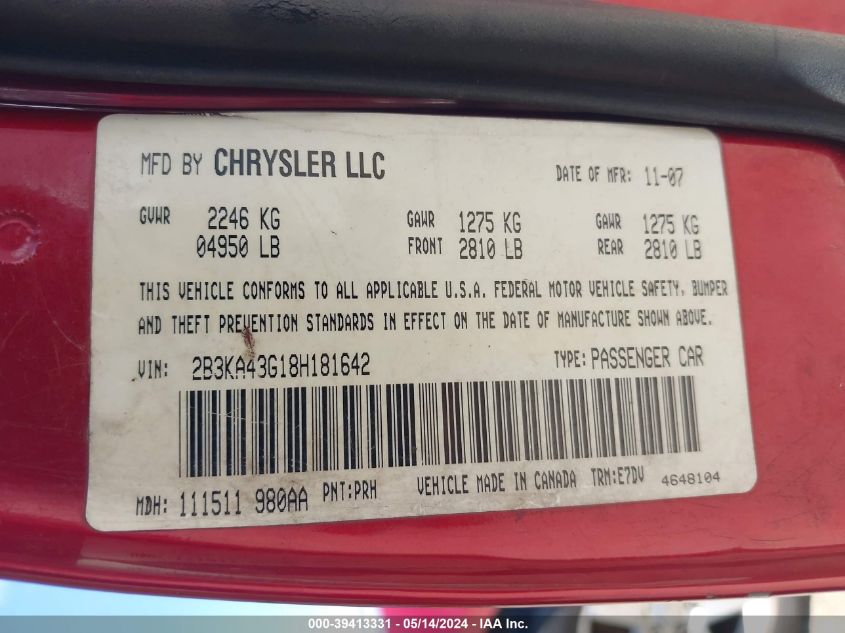 MFD BY CHRYSLER LLC DATE OF MFR: 11-07
GVWR 2246 KG GAWR 1275 KG GAWR 1275 KG
04950 LB FRONT 2810 LB REAR 2810 LB
THIS VEHICLE CONFORMS TO ALL APPLICABLE U.S.A. FEDERAL MOTOR VEHICLE SAFETY, BUMPER
AND THEFT PREVENTION STANDARDS IN EFFECT ON THE DATE OF MANUFACTURE SHOWN ABOVE.
VIN: 2B3KA43G18H181642 TYPE: PASSENGER CAR
MDH: 111511 980AA PNT:PRH VEHICLE MADE IN CANADA TRM:E7DV 4648104
000-39413331 - 05/14/2024 - IAA Inc.